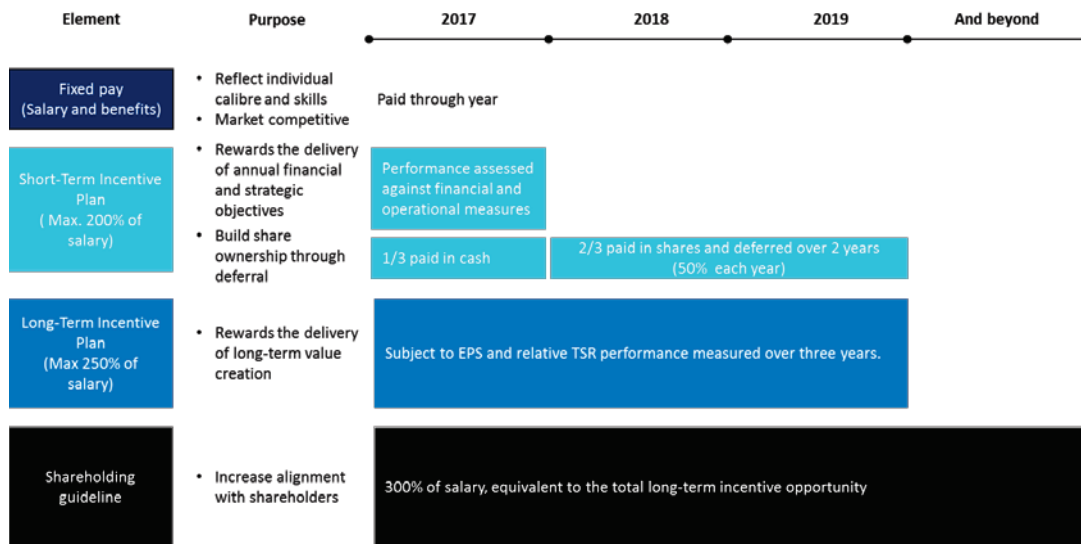 Element
Purpose
2017
2018
2019
And beyond
Fixed pay
(Salary and benefits)
• Reflect individual
calibre and skills
• Market competitive
Paid through year
Short-Term Incentive
Plan
( Max. 200% of
salary)
• Rewards the delivery
of annual financial
and strategic
objectives
• Build share
ownership through
deferral
Performance assessed
against financial and
operational measures
1/3 paid in cash
2/3 paid in shares and deferred over 2 years
(50% each year)
Long-Term Incentive
Plan
(Max 250% of
salary)
• Rewards the delivery
of long-term value
creation
Subject to EPS and relative TSR performance measured over three years.
Shareholding
guideline
• Increase alignment
with shareholders
300% of salary, equivalent to the total long-term incentive opportunity